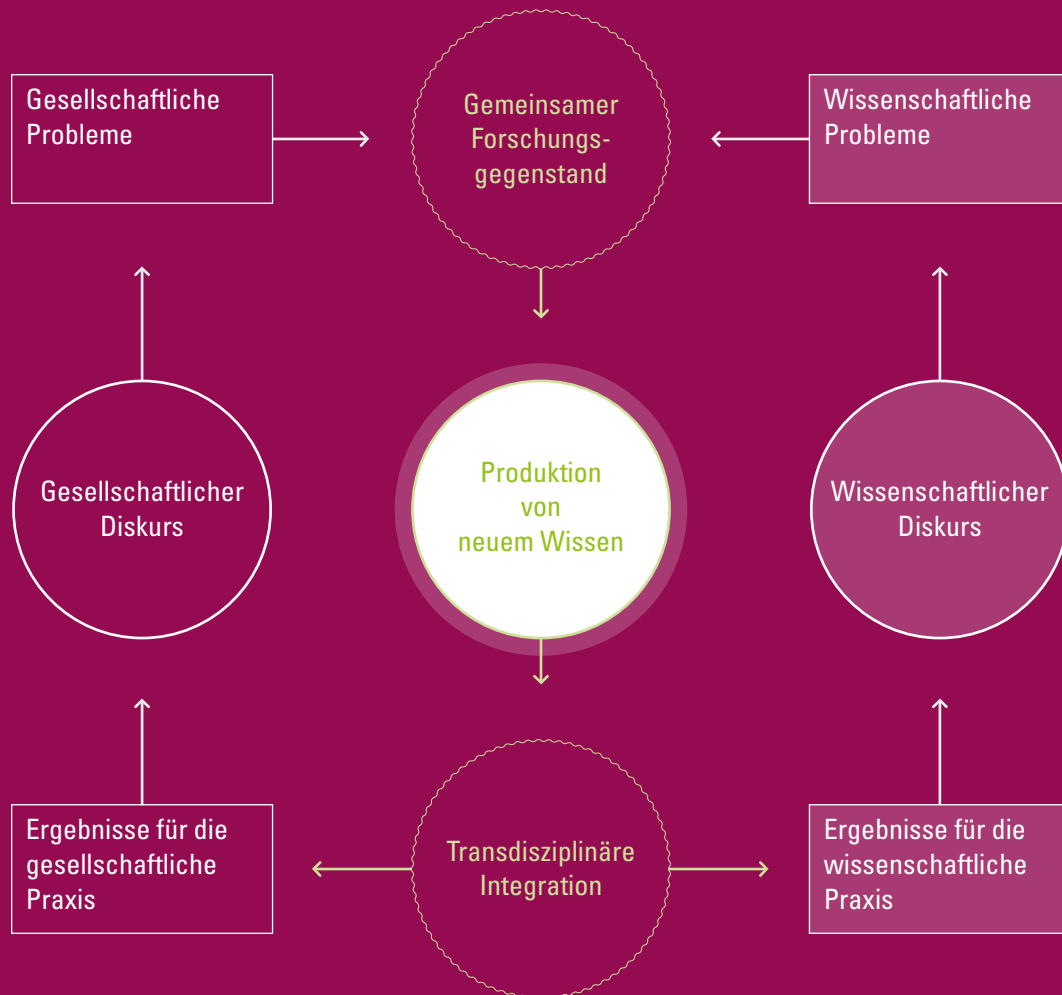 Gesellschaftliche
Probleme
Gemeinsamer
Forschungs-
gegenstand
Wissenschaftliche
Probleme
Gesellschaftlicher
Diskurs
Produktion
von
neuem Wissen
Wissenschaftlicher
Diskurs
Ergebnisse für die
gesellschaftliche
Praxis
Transdisziplinäre
Integration
Ergebnisse für die
wissenschaftliche
Praxis